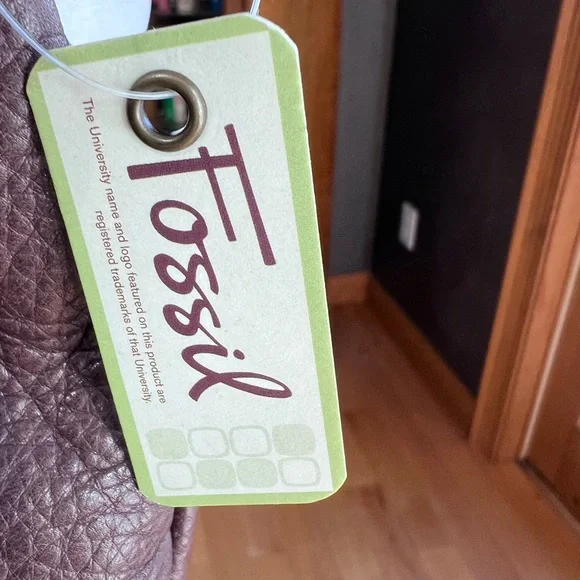 Fossil
The University name and logo featured on this product are
registered trademarks of that University.